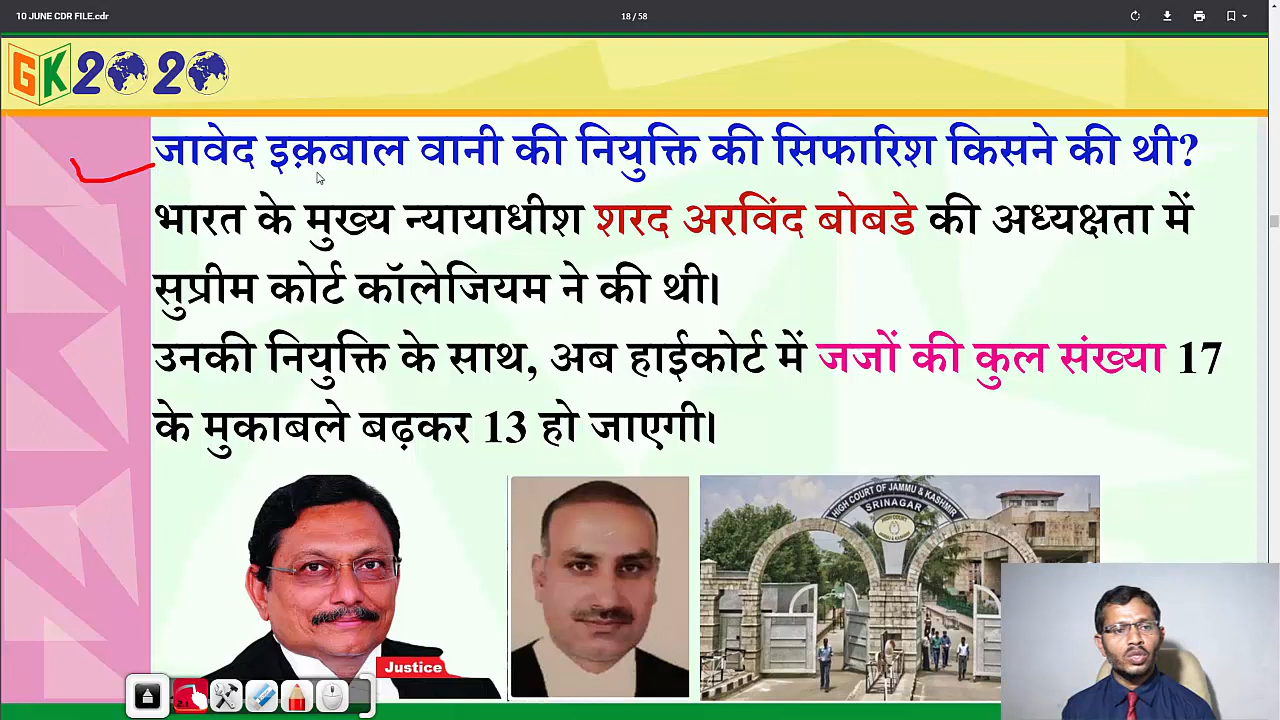 10 JUNE CDR FILE.cdr
18 / 58
GK2020
जावेद इक़बाल वानी की नियुक्ति की सिफारिश किसने की थी?
भारत के मुख्य न्यायाधीश शरद अरविंद बोबडे की अध्यक्षता में
सुप्रीम कोर्ट कॉलेजियम ने की थी।
उनकी नियुक्ति के साथ, अब हाईकोर्ट में जजों की कुल संख्या 17
के मुकाबले बढ़कर 13 हो जाएगी।
HIGH COURT OF JAMMU & KASHMIR
SRINAGAR
Justice